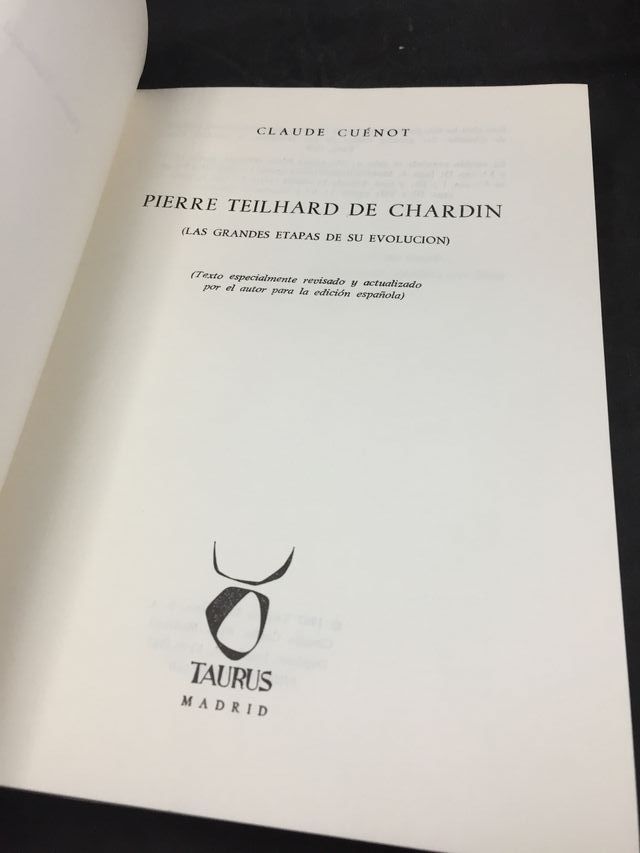 CLAUDE CUÉNOT
PIERRE TEILHARD DE CHARDIN
(LAS GRANDES ETAPAS DE SU EVOLUCION)
(Texto especialmente revisado y actualizado
por el autor para la edición española)
TAURUS
MADRID